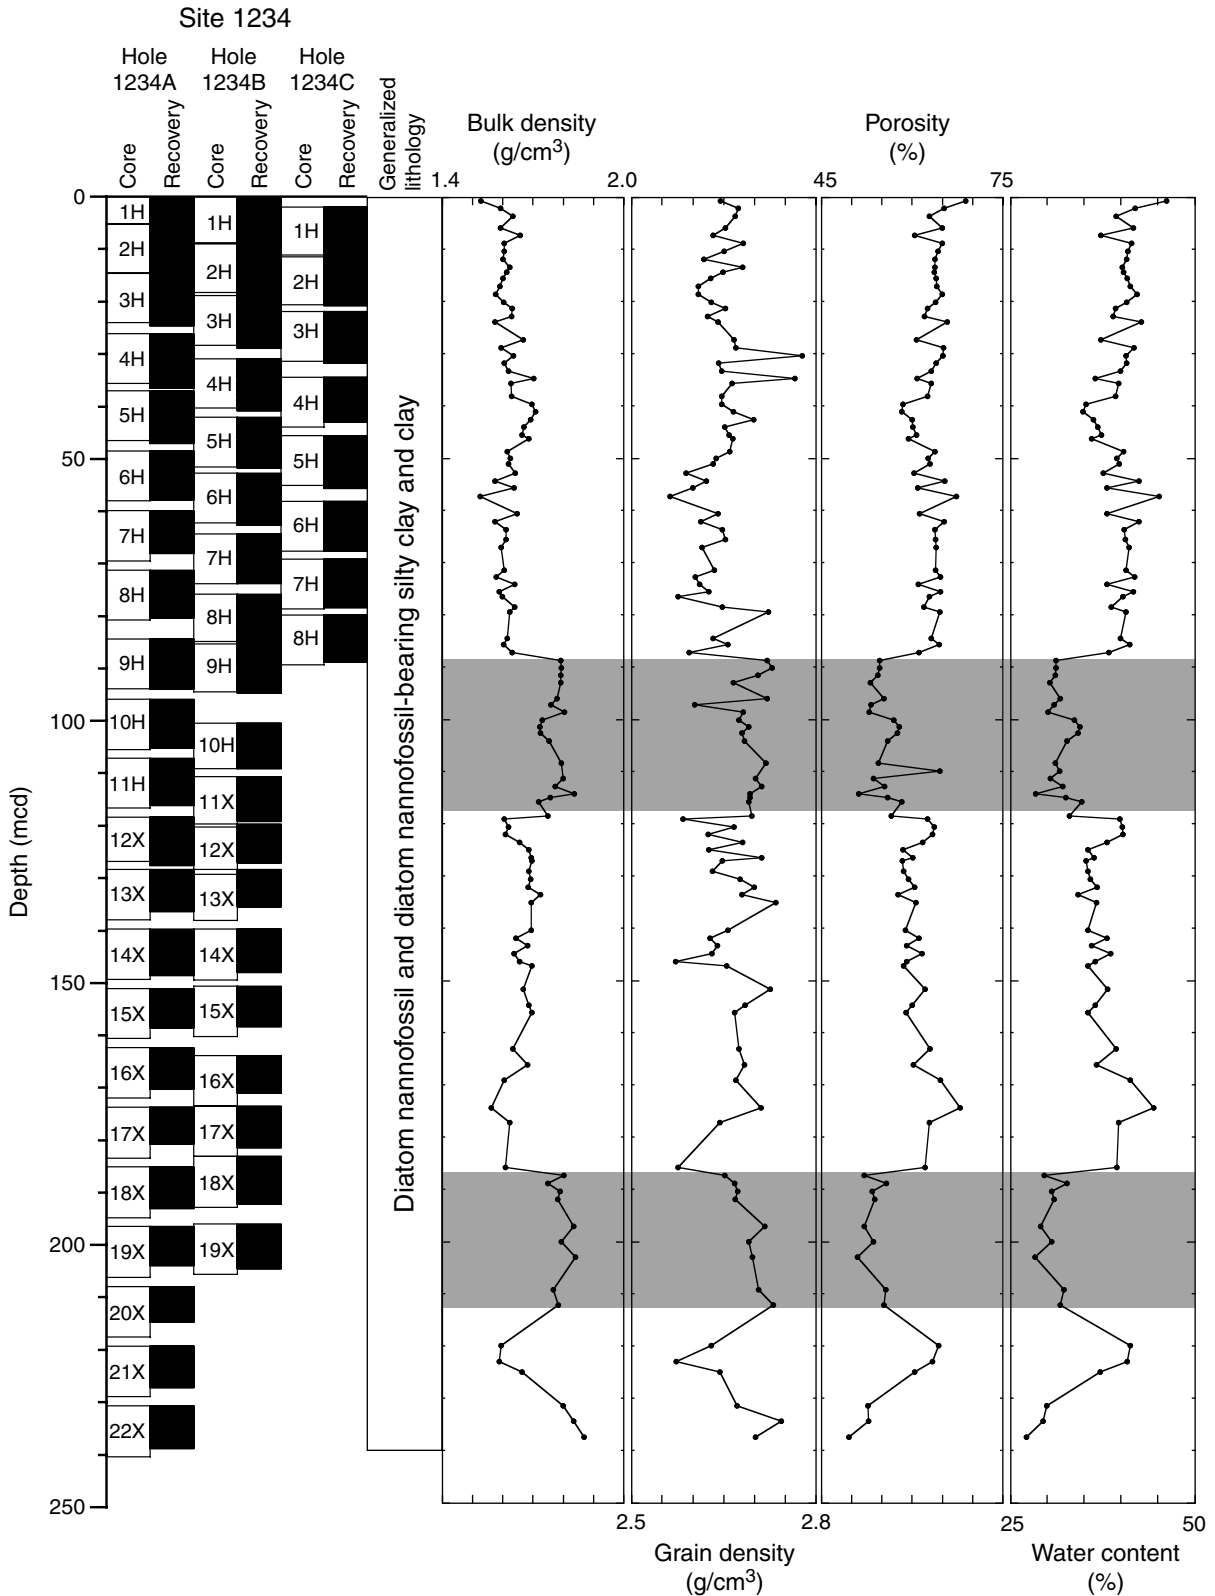 Site 1234
Hole
1234A
Hole
1234B
Hole
1234C
Core
Recovery
Core
Recovery
Core
Recovery
Generalized
lithology
Bulk density
(g/cm³)
1.4
2.0
Porosity
(%)
45
75
0
50
100
150
200
250
Depth (mcd)
1H
2H
3H
4H
5H
6H
7H
8H
9H
10H
11H
12X
13X
14X
15X
16X
17X
18X
19X
20X
21X
22X
1H
2H
3H
4H
5H
6H
7H
8H
9H
10H
11X
12X
13X
14X
15X
16X
17X
18X
19X
1H
2H
3H
4H
5H
6H
7H
8H
Diatom nannofossil and diatom nannofossil-bearing silty clay and clay
2.5
2.8
Grain density
(g/cm³)
25
50
Water content
(%)